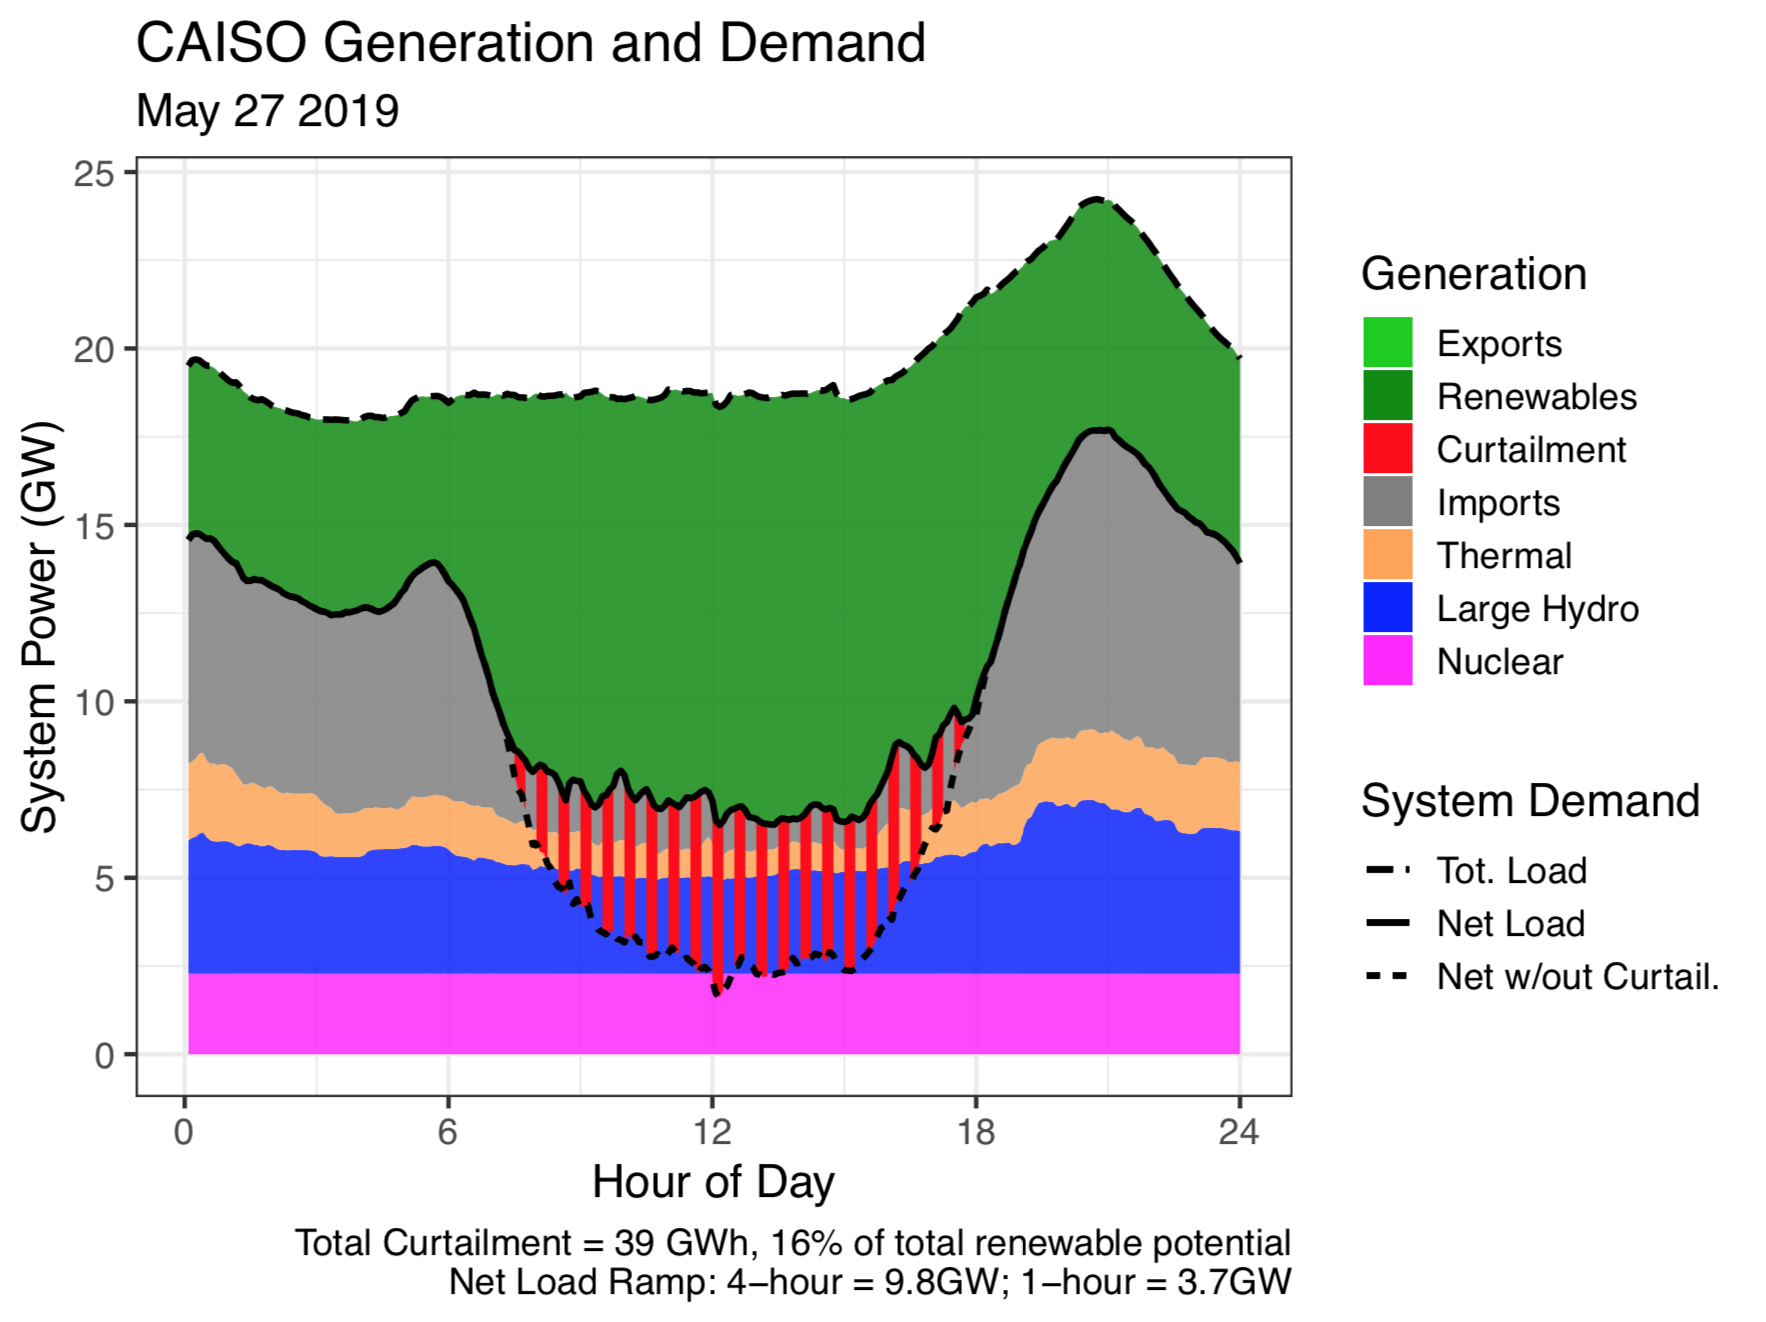 CAISO Generation and Demand
May 27 2019
System Power (GW)
25
20
15
10
5
0
0 6 12 18 24
Hour of Day
Generation
Exports
Renewables
Curtailment
Imports
Thermal
Large Hydro
Nuclear
System Demand
Tot. Load
Net Load
Net w/out Curtail.
Total Curtailment = 39 GWh, 16% of total renewable potential
Net Load Ramp: 4−hour = 9.8GW; 1−hour = 3.7GW